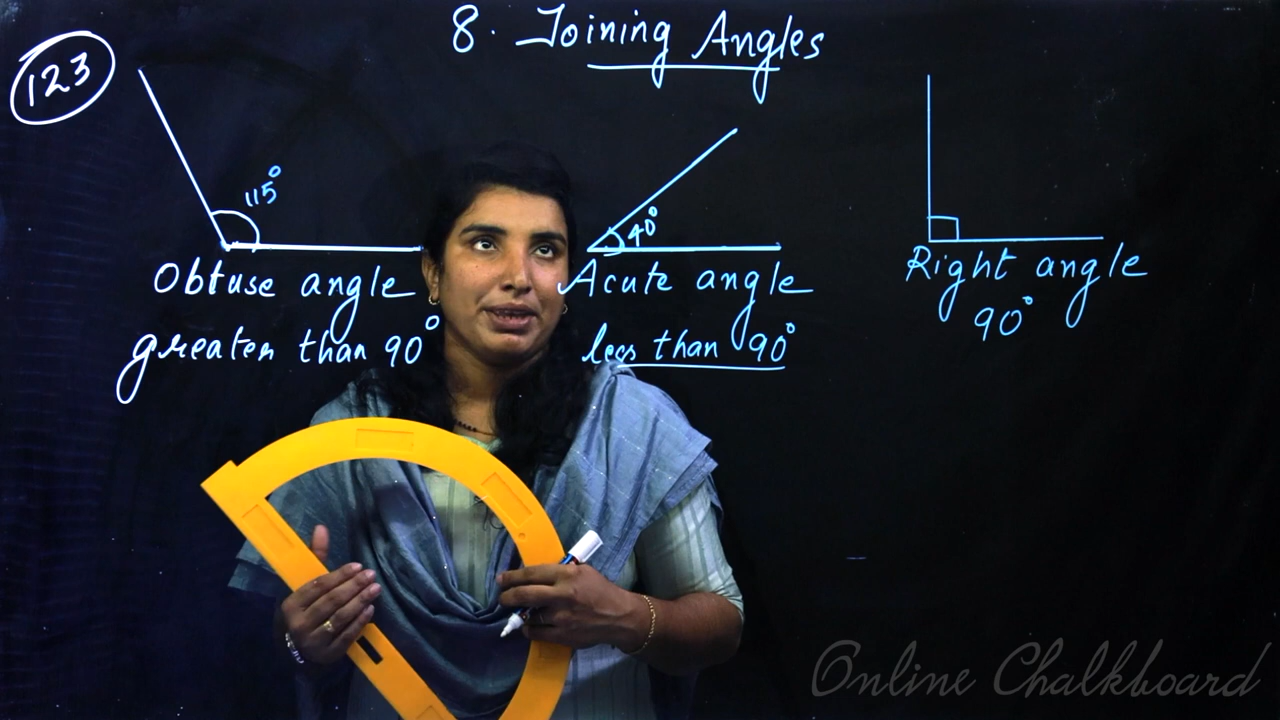 8. Joining Angles
123
115°
40°
Obtuse angle
greater than 90°
Acute angle
less than 90°
Right angle
90°
Online Chalkboard